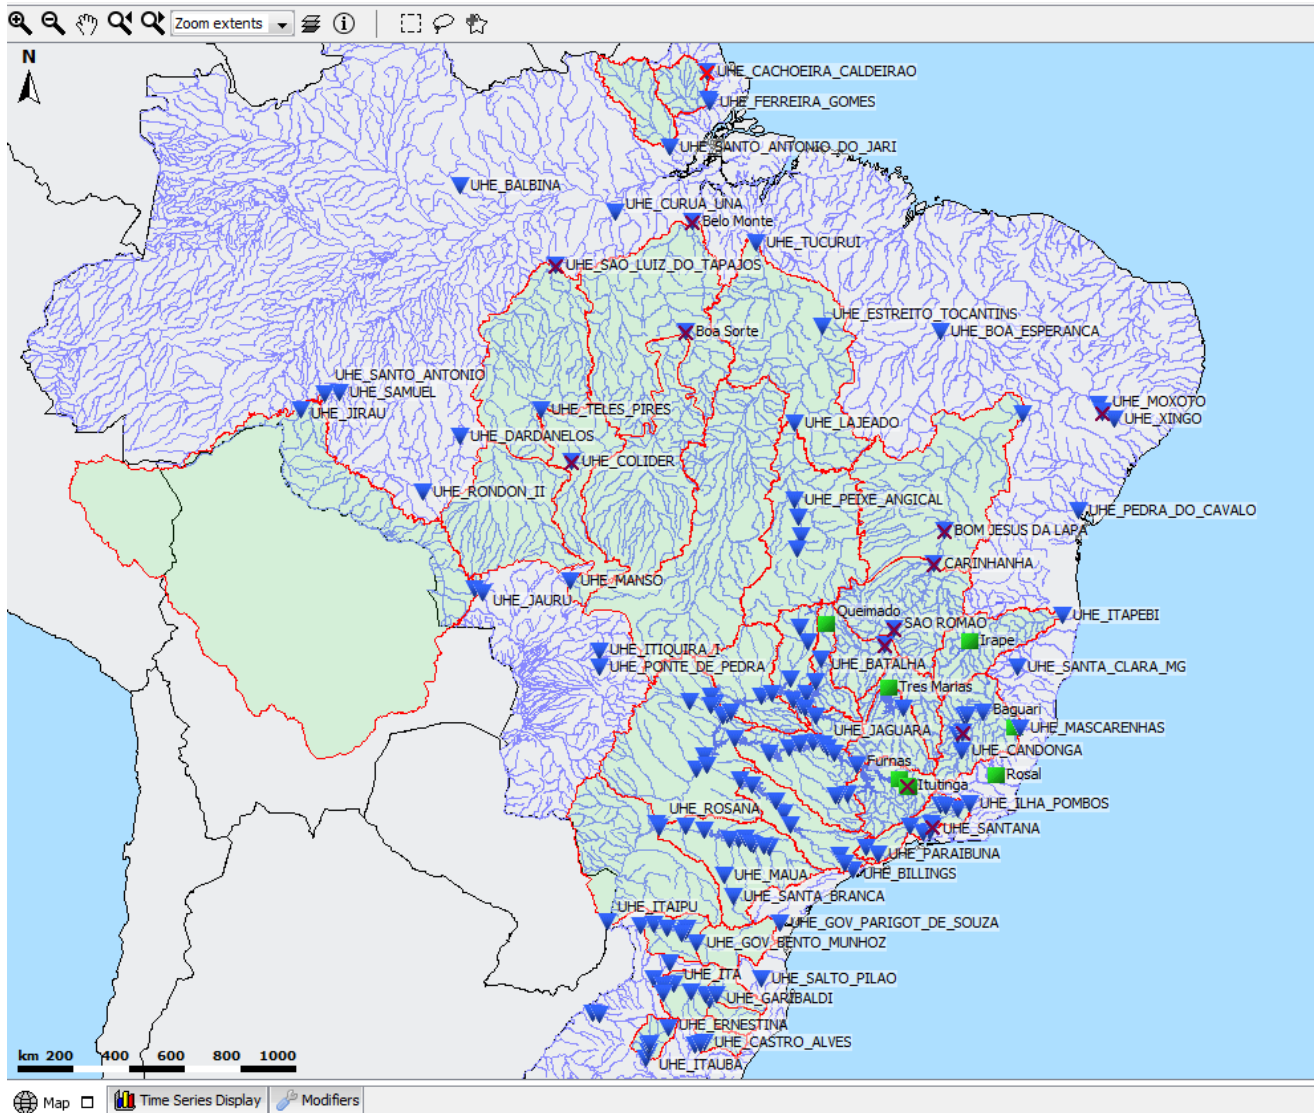 Zoom extents
N
UHE_CACHOEIRA_CALDEIRAO
UHE_FERREIRA_GOMES
UHE_SANTO_ANTONIO_DO_JARI
UHE_BALBINA
UHE_CURUA_UNA
Belo Monte
UHE_TUCURUI
UHE_SAO_LUIZ_DO_TAPAJOS
UHE_ESTREITO_TOCANTINS
Boa Sorte
UHE_BOA_ESPERANCA
UHE_SANTO_ANTONIO
UHE_SAMUEL
UHE_JIRAU
UHE_TELES_PIRES
UHE_MOXOTO
UHE_XINGO
UHE_LAJEADO
UHE_DARDANELOS
UHE_COLIDER
UHE_RONDON_II
UHE_PEIXE_ANGICAL
UHE_PEDRA_DO_CAVALO
BOM JESUS DA LAPA
CARINHANHA
UHE_MANSO
UHE_JAURU
Queimado
UHE_ITAPEBI
SAO ROMAO
Irape
UHE_ITIQUIRA_I
UHE_PONTE_DE_PEDRA
UHE_BATALHA
UHE_SANTA_CLARA_MG
Tres Marias
Baguari
UHE_JAGUARA
UHE_MASCARENHAS
UHE_CANDONGA
Furnas
Rosal
Itutinga
UHE_ROSANA
UHE_ILHA_POMBOS
UHE_SANTANA
UHE_PARAIBUNA
UHE_MAUA
UHE_BILLINGS
UHE_SANTA_BRANCA
UHE_ITAIPU
UHE_GOV_PARIGOT_DE_SOUZA
UHE_GOV_BENTO_MUNHOZ
UHE_ITA
UHE_SALTO_PILAO
UHE_GARIBALDI
UHE_ERNESTINA
UHE_CASTRO_ALVES
UHE_ITAUBA
km 200 400 600 800 1000
Map
Time Series Display
Modifiers